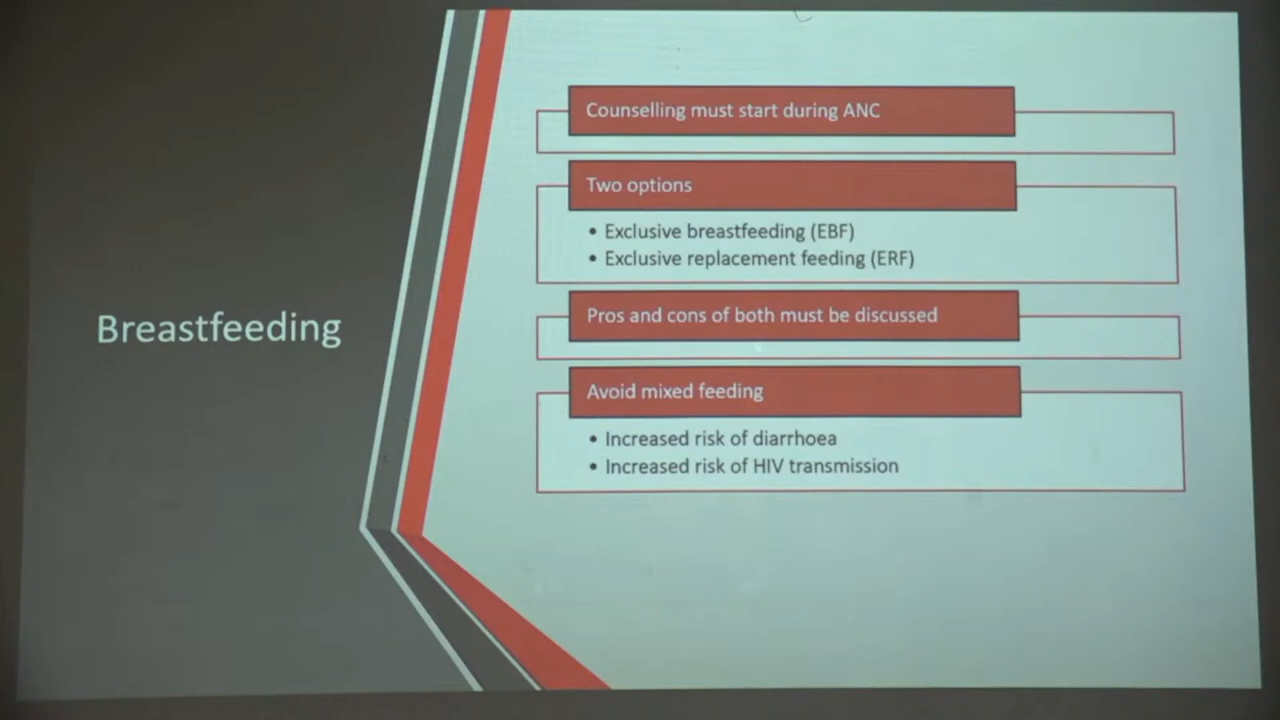 Breastfeeding
Counselling must start during ANC
Two options
• Exclusive breastfeeding (EBF)
• Exclusive replacement feeding (ERF)
Pros and cons of both must be discussed
Avoid mixed feeding
• Increased risk of diarrhoea
• Increased risk of HIV transmission